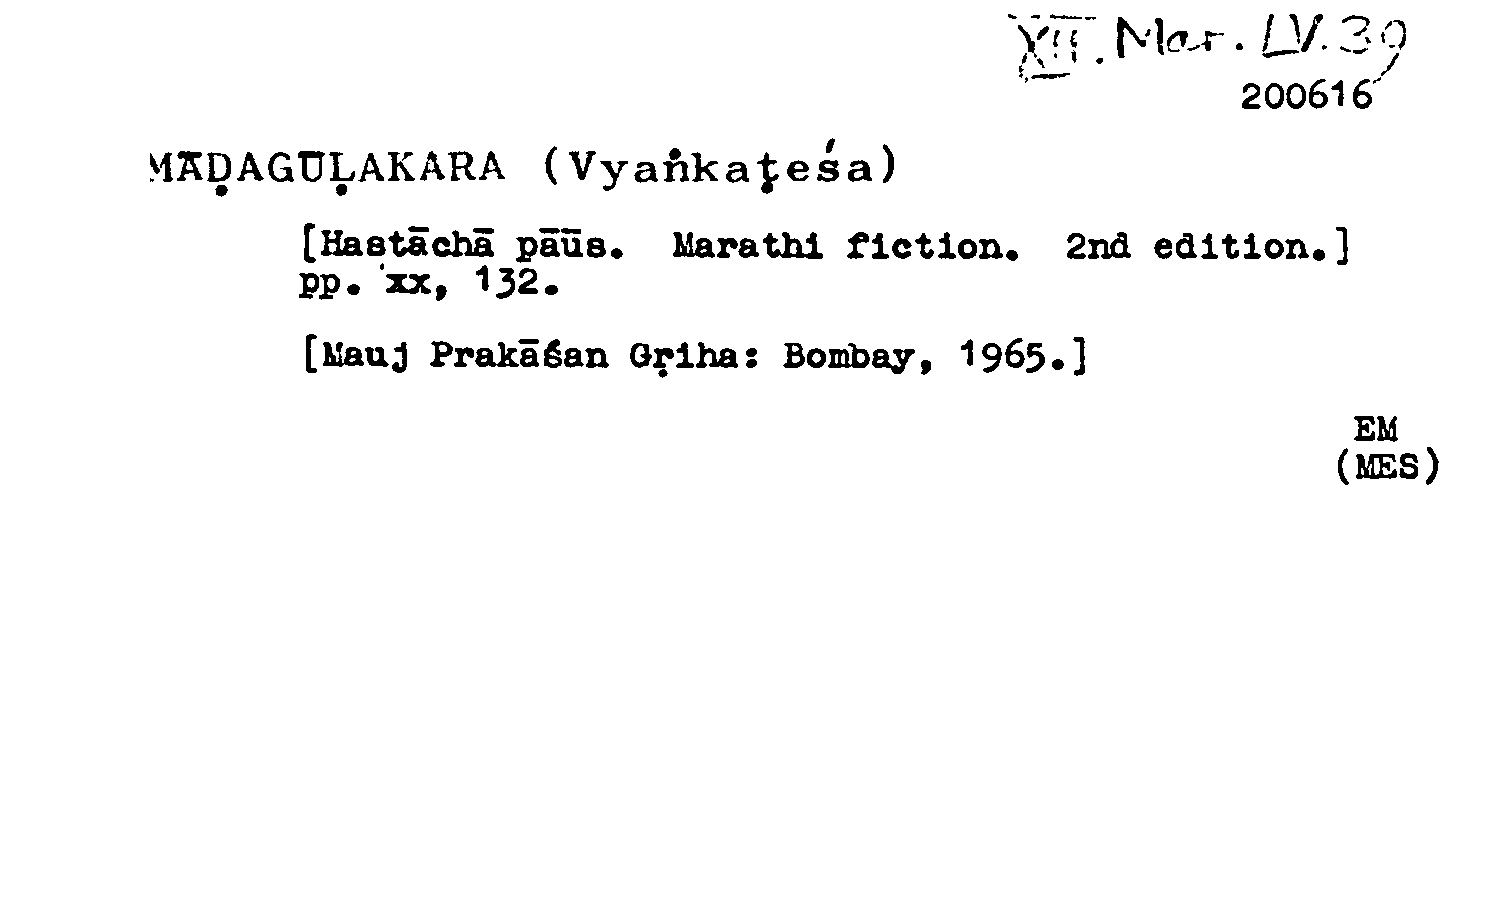 XII. Mar. LV. 39
200616
MĀḌAGŪḶAKARA (Vyaṅkaṭeśa)
[Hastāchā pāūs. Marathi fiction. 2nd edition.]
pp. xx, 132.
[Mauj Prakāśan Gṛiha: Bombay, 1965.]
EM
(MES)